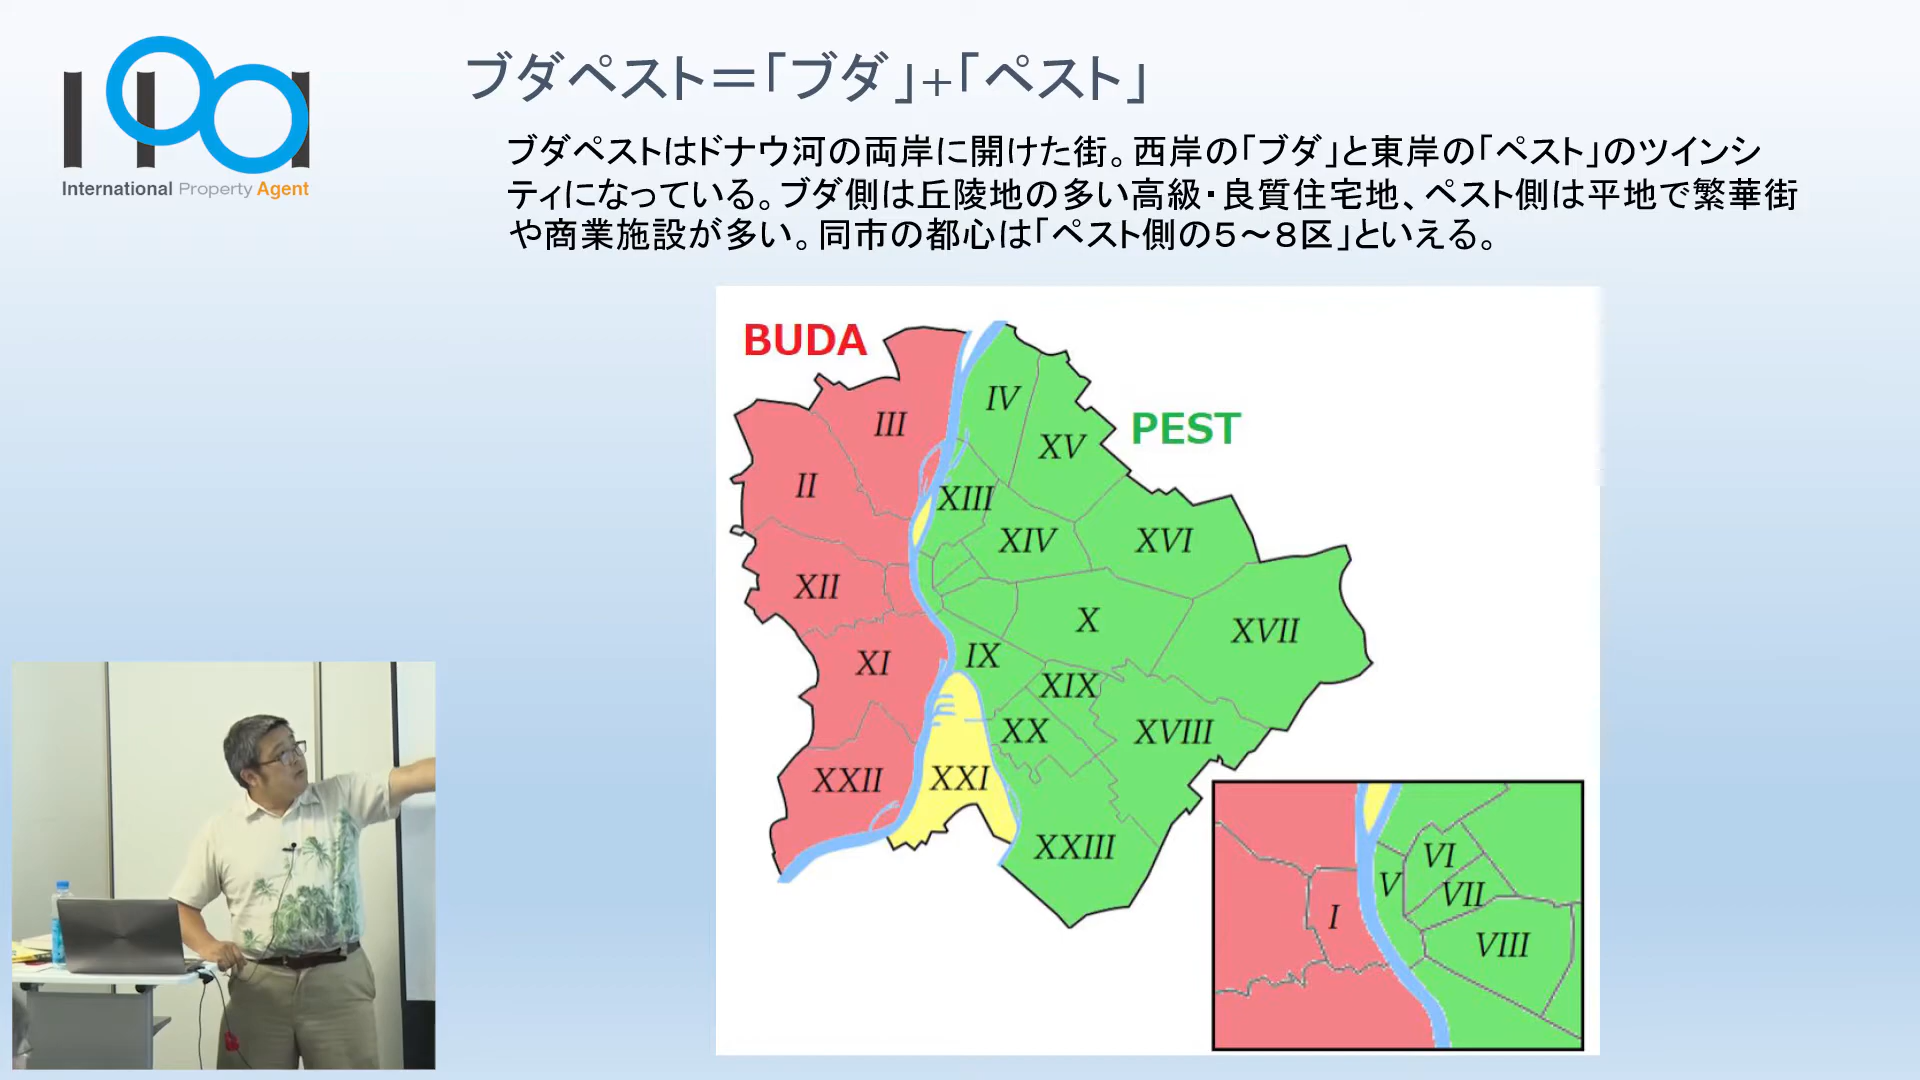 International Property Agent
ブダペスト＝「ブダ」+「ペスト」
ブダペストはドナウ河の両岸に開けた街。西岸の「ブダ」と東岸の「ペスト」のツインシ
ティになっている。ブダ側は丘陵地の多い高級・良質住宅地、ペスト側は平地で繁華街
や商業施設が多い。同市の都心は「ペスト側の５～８区」といえる。
BUDA
PEST
IV
III
XV
II
XIII
XIV
XVI
XII
X
XVII
IX
XI
XIX
XX
XVIII
XXII
XXI
XXIII
VI
V
VII
I
VIII